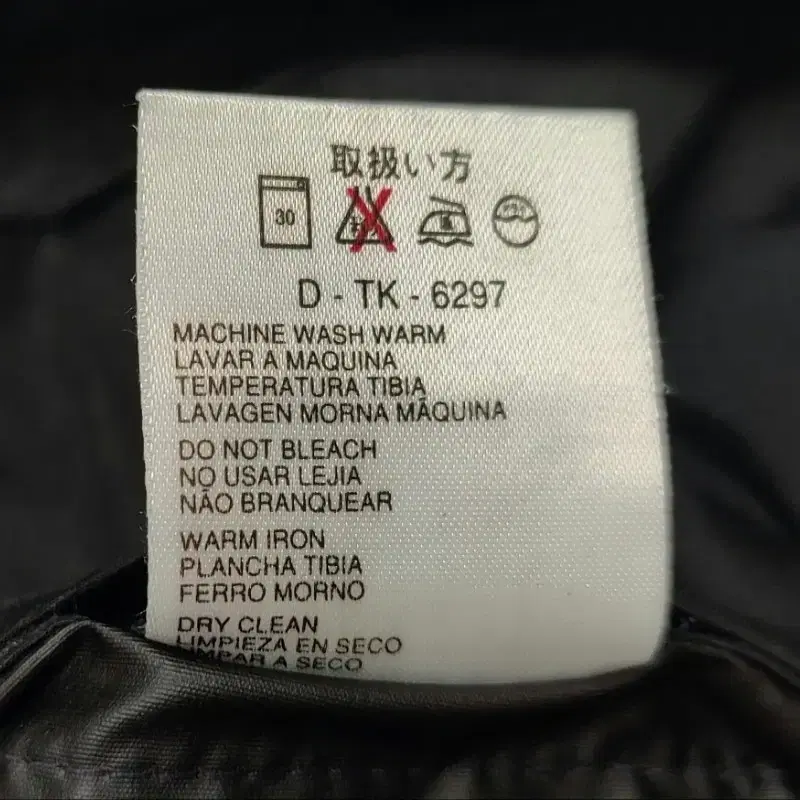 取扱い方
30
D - TK - 6297
MACHINE WASH WARM
LAVAR A MAQUINA
TEMPERATURA TIBIA
LAVAGEN MORNA MÁQUINA
DO NOT BLEACH
NO USAR LEJIA
NÃO BRANQUEAR
WARM IRON
PLANCHA TIBIA
FERRO MORNO
DRY CLEAN
LIMPIEZA EN SECO
LIMPAR A SECO